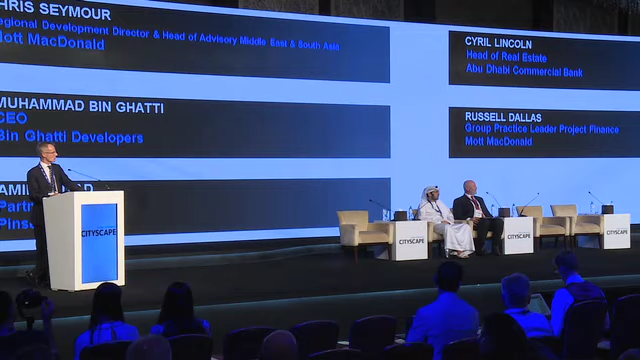 HRIS SEYMOUR
egional Development Director & Head of Advisory Middle East & South Asia
Mott MacDonald
MUHAMMAD BIN GHATTI
CEO
Bin Ghatti Developers
CYRIL LINCOLN
Head of Real Estate
Abu Dhabi Commercial Bank
RUSSELL DALLAS
Group Practice Leader Project Finance
Mott MacDonald
CITYSCAPE
CITYSCAPE
CITYSCAPE
CITYSCAPE